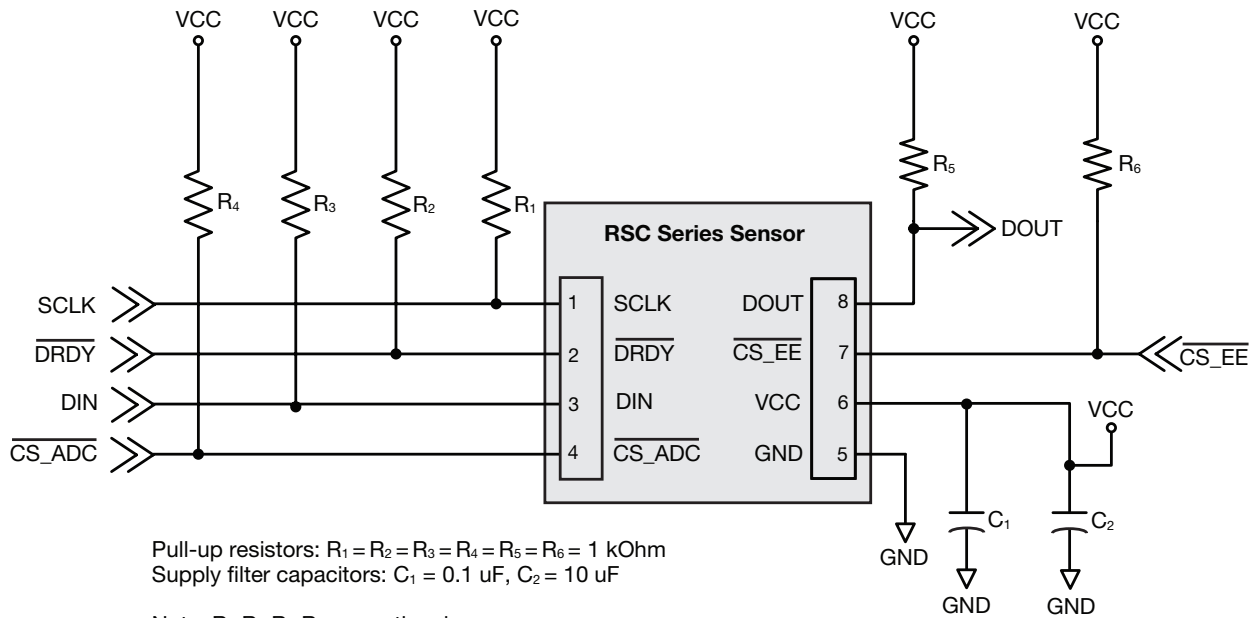 VCC VCC VCC VCC VCC VCC
R₄ R₃ R₂ R₁ R₅ R₆
RSC Series Sensor
DOUT
SCLK 1 SCLK DOUT 8
DRDY 2 DRDY CS_EE 7 CS_EE
DIN 3 DIN VCC 6 VCC
CS_ADC 4 CS_ADC GND 5
C₁ C₂
GND
GND GND
Pull-up resistors: R₁ = R₂ = R₃ = R₄ = R₅ = R₆ = 1 kOhm
Supply filter capacitors: C₁ = 0.1 uF, C₂ = 10 uF